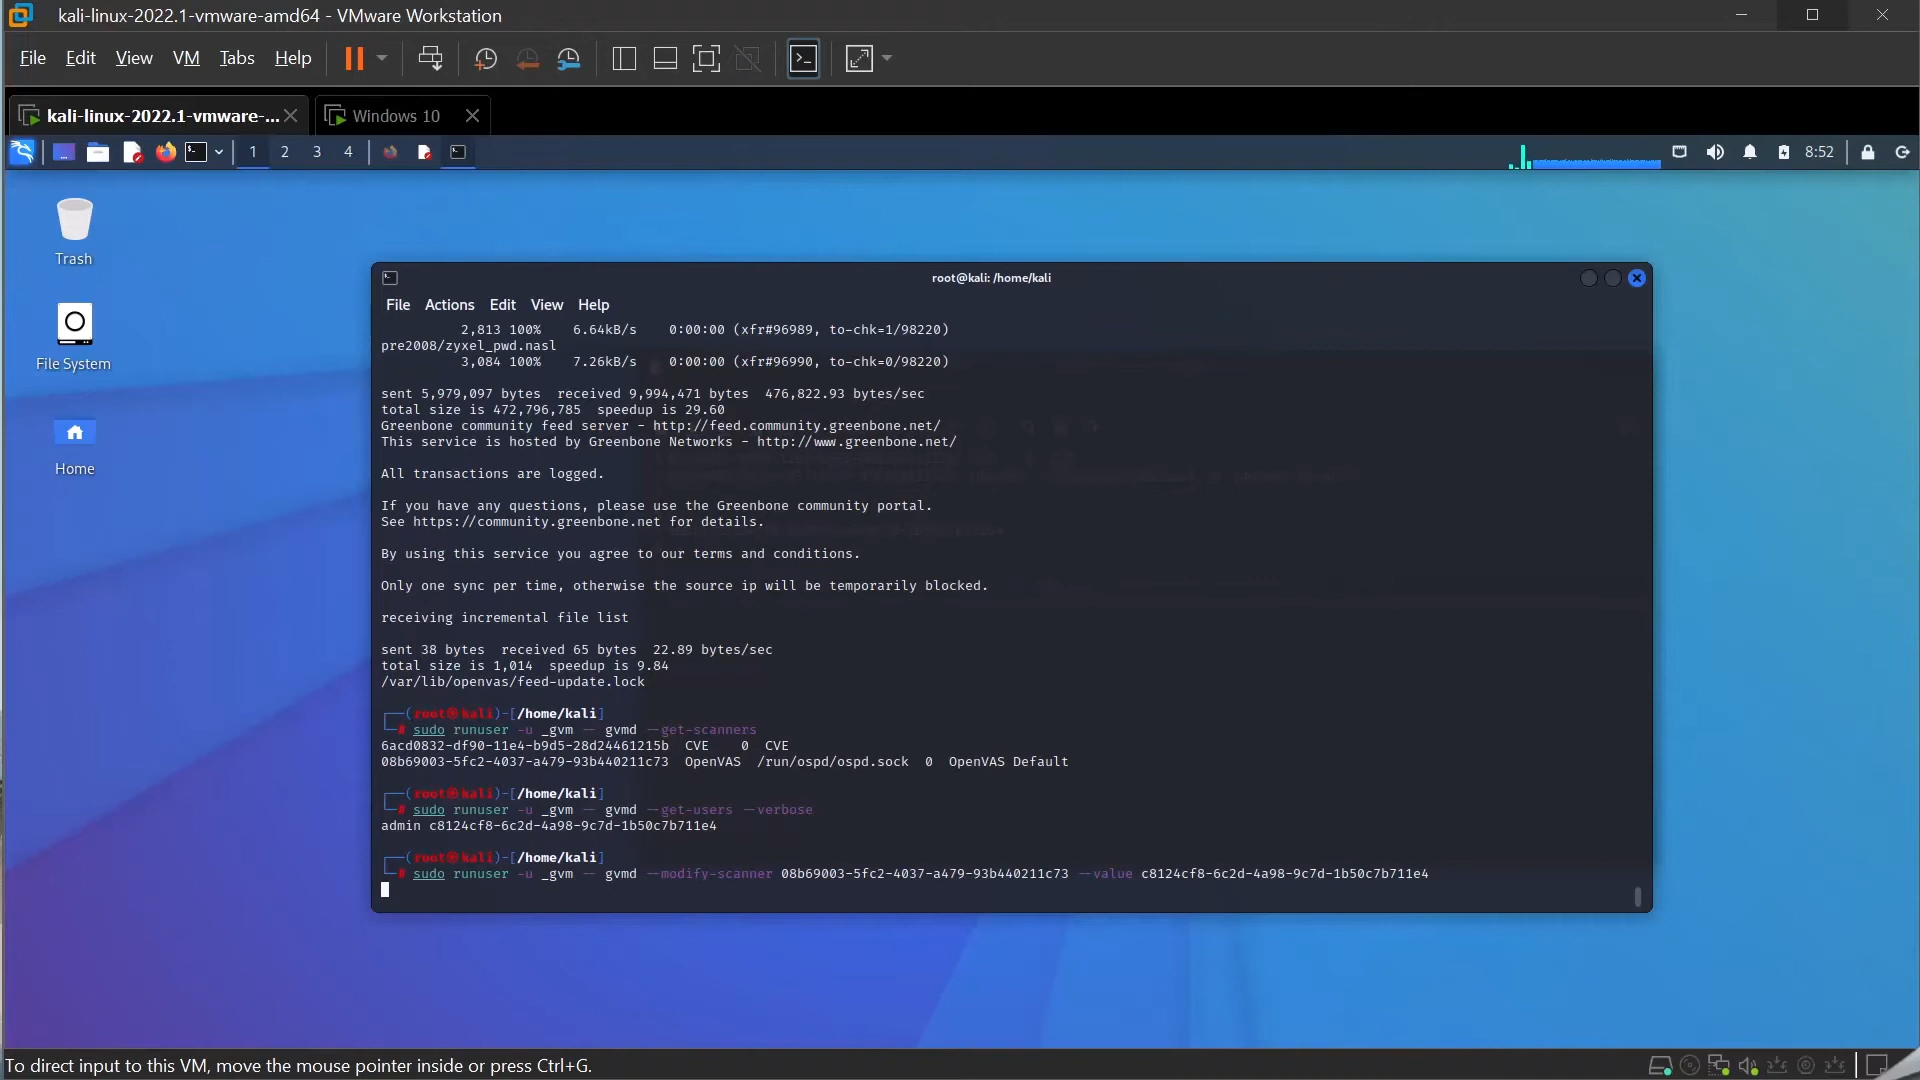 kali-linux-2022.1-vmware-amd64 - VMware Workstation
File Edit View VM Tabs Help
kali-linux-2022.1-vmware-... Windows 10
1 2 3 4 8:52
Trash
File System
Home
root@kali: /home/kali
File Actions Edit View Help
2,813 100% 6.64kB/s 0:00:00 (xfr#96989, to-chk=1/98220)
pre2008/zyxel_pwd.nasl
3,084 100% 7.26kB/s 0:00:00 (xfr#96990, to-chk=0/98220)
sent 5,979,097 bytes received 9,994,471 bytes 476,822.93 bytes/sec
total size is 472,796,785 speedup is 29.60
Greenbone community feed server - http://feed.community.greenbone.net/
This service is hosted by Greenbone Networks - http://www.greenbone.net/
All transactions are logged.
If you have any questions, please use the Greenbone community portal.
See https://community.greenbone.net for details.
By using this service you agree to our terms and conditions.
Only one sync per time, otherwise the source ip will be temporarily blocked.
receiving incremental file list
sent 38 bytes received 65 bytes 22.89 bytes/sec
total size is 1,014 speedup is 9.84
/var/lib/openvas/feed-update.lock
┌──(root㉿kali)-[/home/kali]
└─# sudo runuser -u _gvm -- gvmd --get-scanners
6acd0832-df90-11e4-b9d5-28d24461215b CVE 0 CVE
08b69003-5fc2-4037-a479-93b440211c73 OpenVAS /run/ospd/ospd.sock 0 OpenVAS Default
┌──(root㉿kali)-[/home/kali]
└─# sudo runuser -u _gvm -- gvmd --get-users --verbose
admin c8124cf8-6c2d-4a98-9c7d-1b50c7b711e4
┌──(root㉿kali)-[/home/kali]
└─# sudo runuser -u _gvm -- gvmd --modify-scanner 08b69003-5fc2-4037-a479-93b440211c73 --value c8124cf8-6c2d-4a98-9c7d-1b50c7b711e4
To direct input to this VM, move the mouse pointer inside or press Ctrl+G.